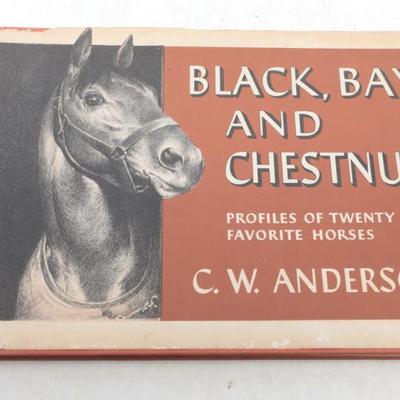 BLACK, BAY
AND
CHESTNU
PROFILES OF TWENTY
FAVORITE HORSES
C. W. ANDERSO